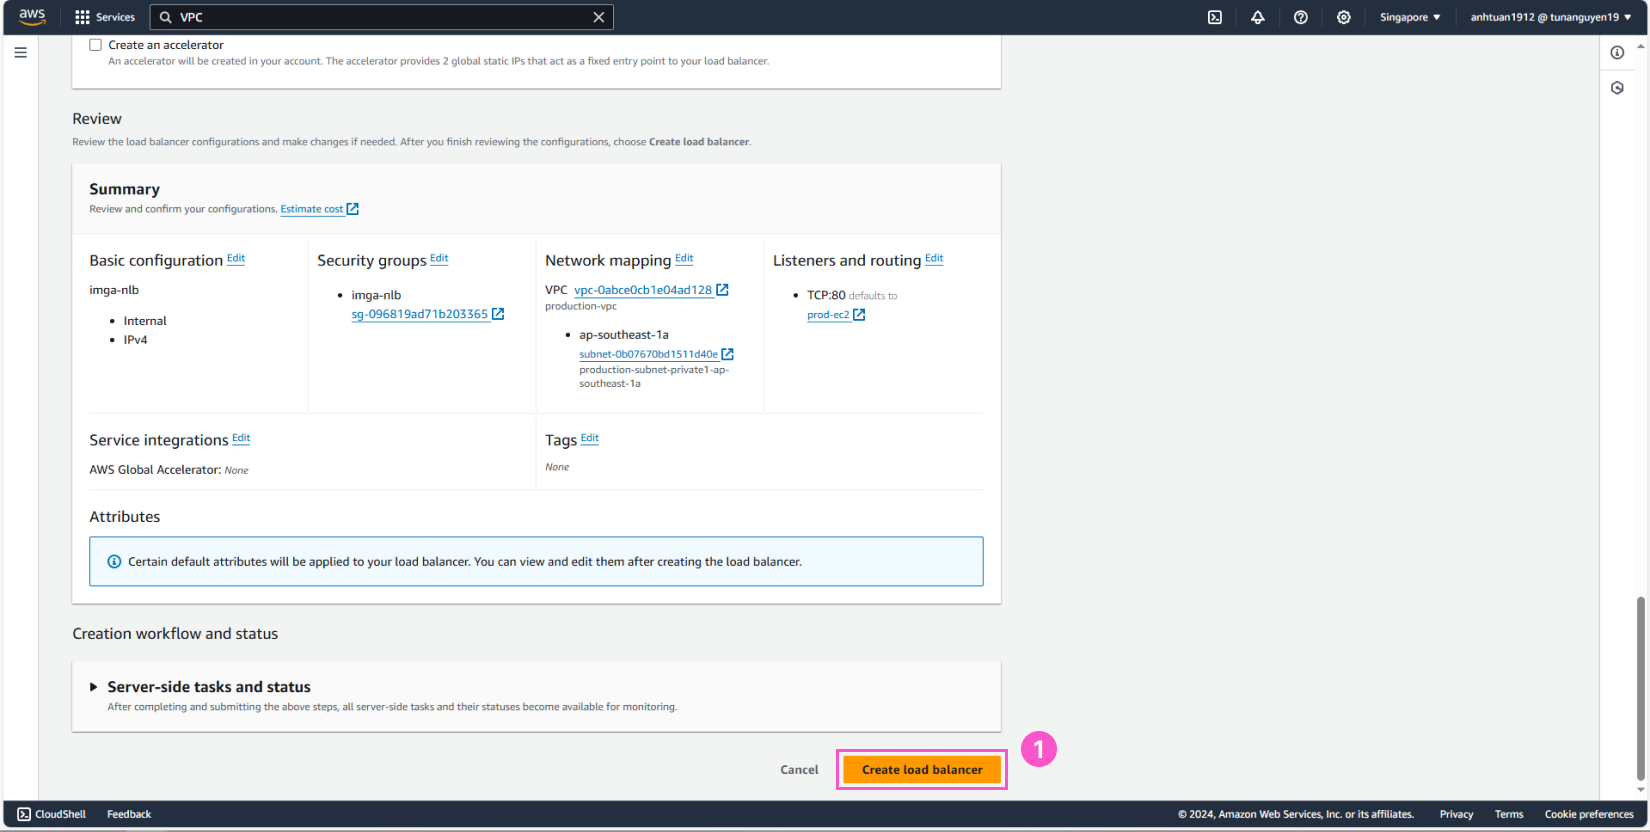 aws
Services
VPC
Singapore ▼
anhtuan1912 @ tunanguyen19 ▼
Create an accelerator
An accelerator will be created in your account. The accelerator provides 2 global static IPs that act as a fixed entry point to your load balancer.
Review
Review the load balancer configurations and make changes if needed. After you finish reviewing the configurations, choose Create load balancer.
Summary
Review and confirm your configurations. Estimate cost
Basic configuration Edit
imga-nlb
• Internal
• IPv4
Security groups Edit
• imga-nlb
sg-096819ad71b203365
Network mapping Edit
VPC vpc-0abce0cb1e04ad128
production-vpc
• ap-southeast-1a
subnet-0b07670bd1511d40e
production-subnet-private1-ap-
southeast-1a
Listeners and routing Edit
• TCP:80 defaults to
prod-ec2
Service integrations Edit
AWS Global Accelerator: None
Tags Edit
None
Attributes
Certain default attributes will be applied to your load balancer. You can view and edit them after creating the load balancer.
Creation workflow and status
Server-side tasks and status
After completing and submitting the above steps, all server-side tasks and their statuses become available for monitoring.
Cancel
Create load balancer
1
CloudShell
Feedback
© 2024, Amazon Web Services, Inc. or its affiliates.
Privacy
Terms
Cookie preferences